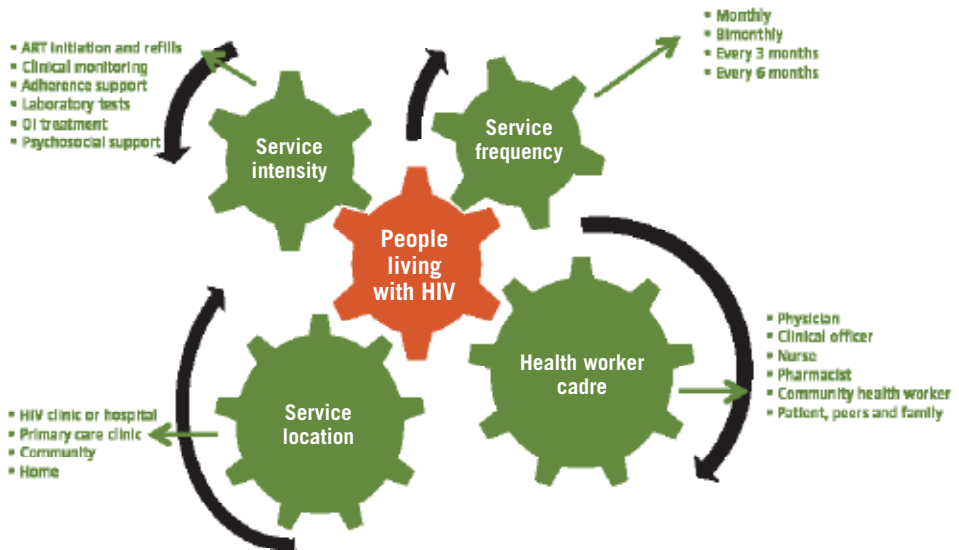 ▪ ART initiation and refills
▪ Clinical monitoring
▪ Adherence support
▪ Laboratory tests
▪ OI treatment
▪ Psychosocial support
Service
intensity
▪ Monthly
▪ Bimonthly
▪ Every 3 months
▪ Every 6 months
Service
frequency
People
living
with HIV
Health worker
cadre
▪ Physician
▪ Clinical officer
▪ Nurse
▪ Pharmacist
▪ Community health worker
▪ Patient, peers and family
Service
location
▪ HIV clinic or hospital
▪ Primary care clinic
▪ Community
▪ Home